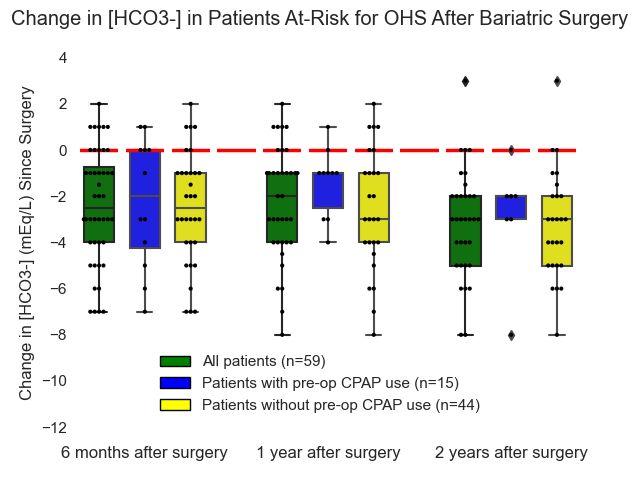 Change in [HCO3-] in Patients At-Risk for OHS After Bariatric Surgery
Change in [HCO3-] (mEq/L) Since Surgery
4
2
0
−2
−4
−6
−8
−10
−12
All patients (n=59)
Patients with pre-op CPAP use (n=15)
Patients without pre-op CPAP use (n=44)
6 months after surgery
1 year after surgery
2 years after surgery